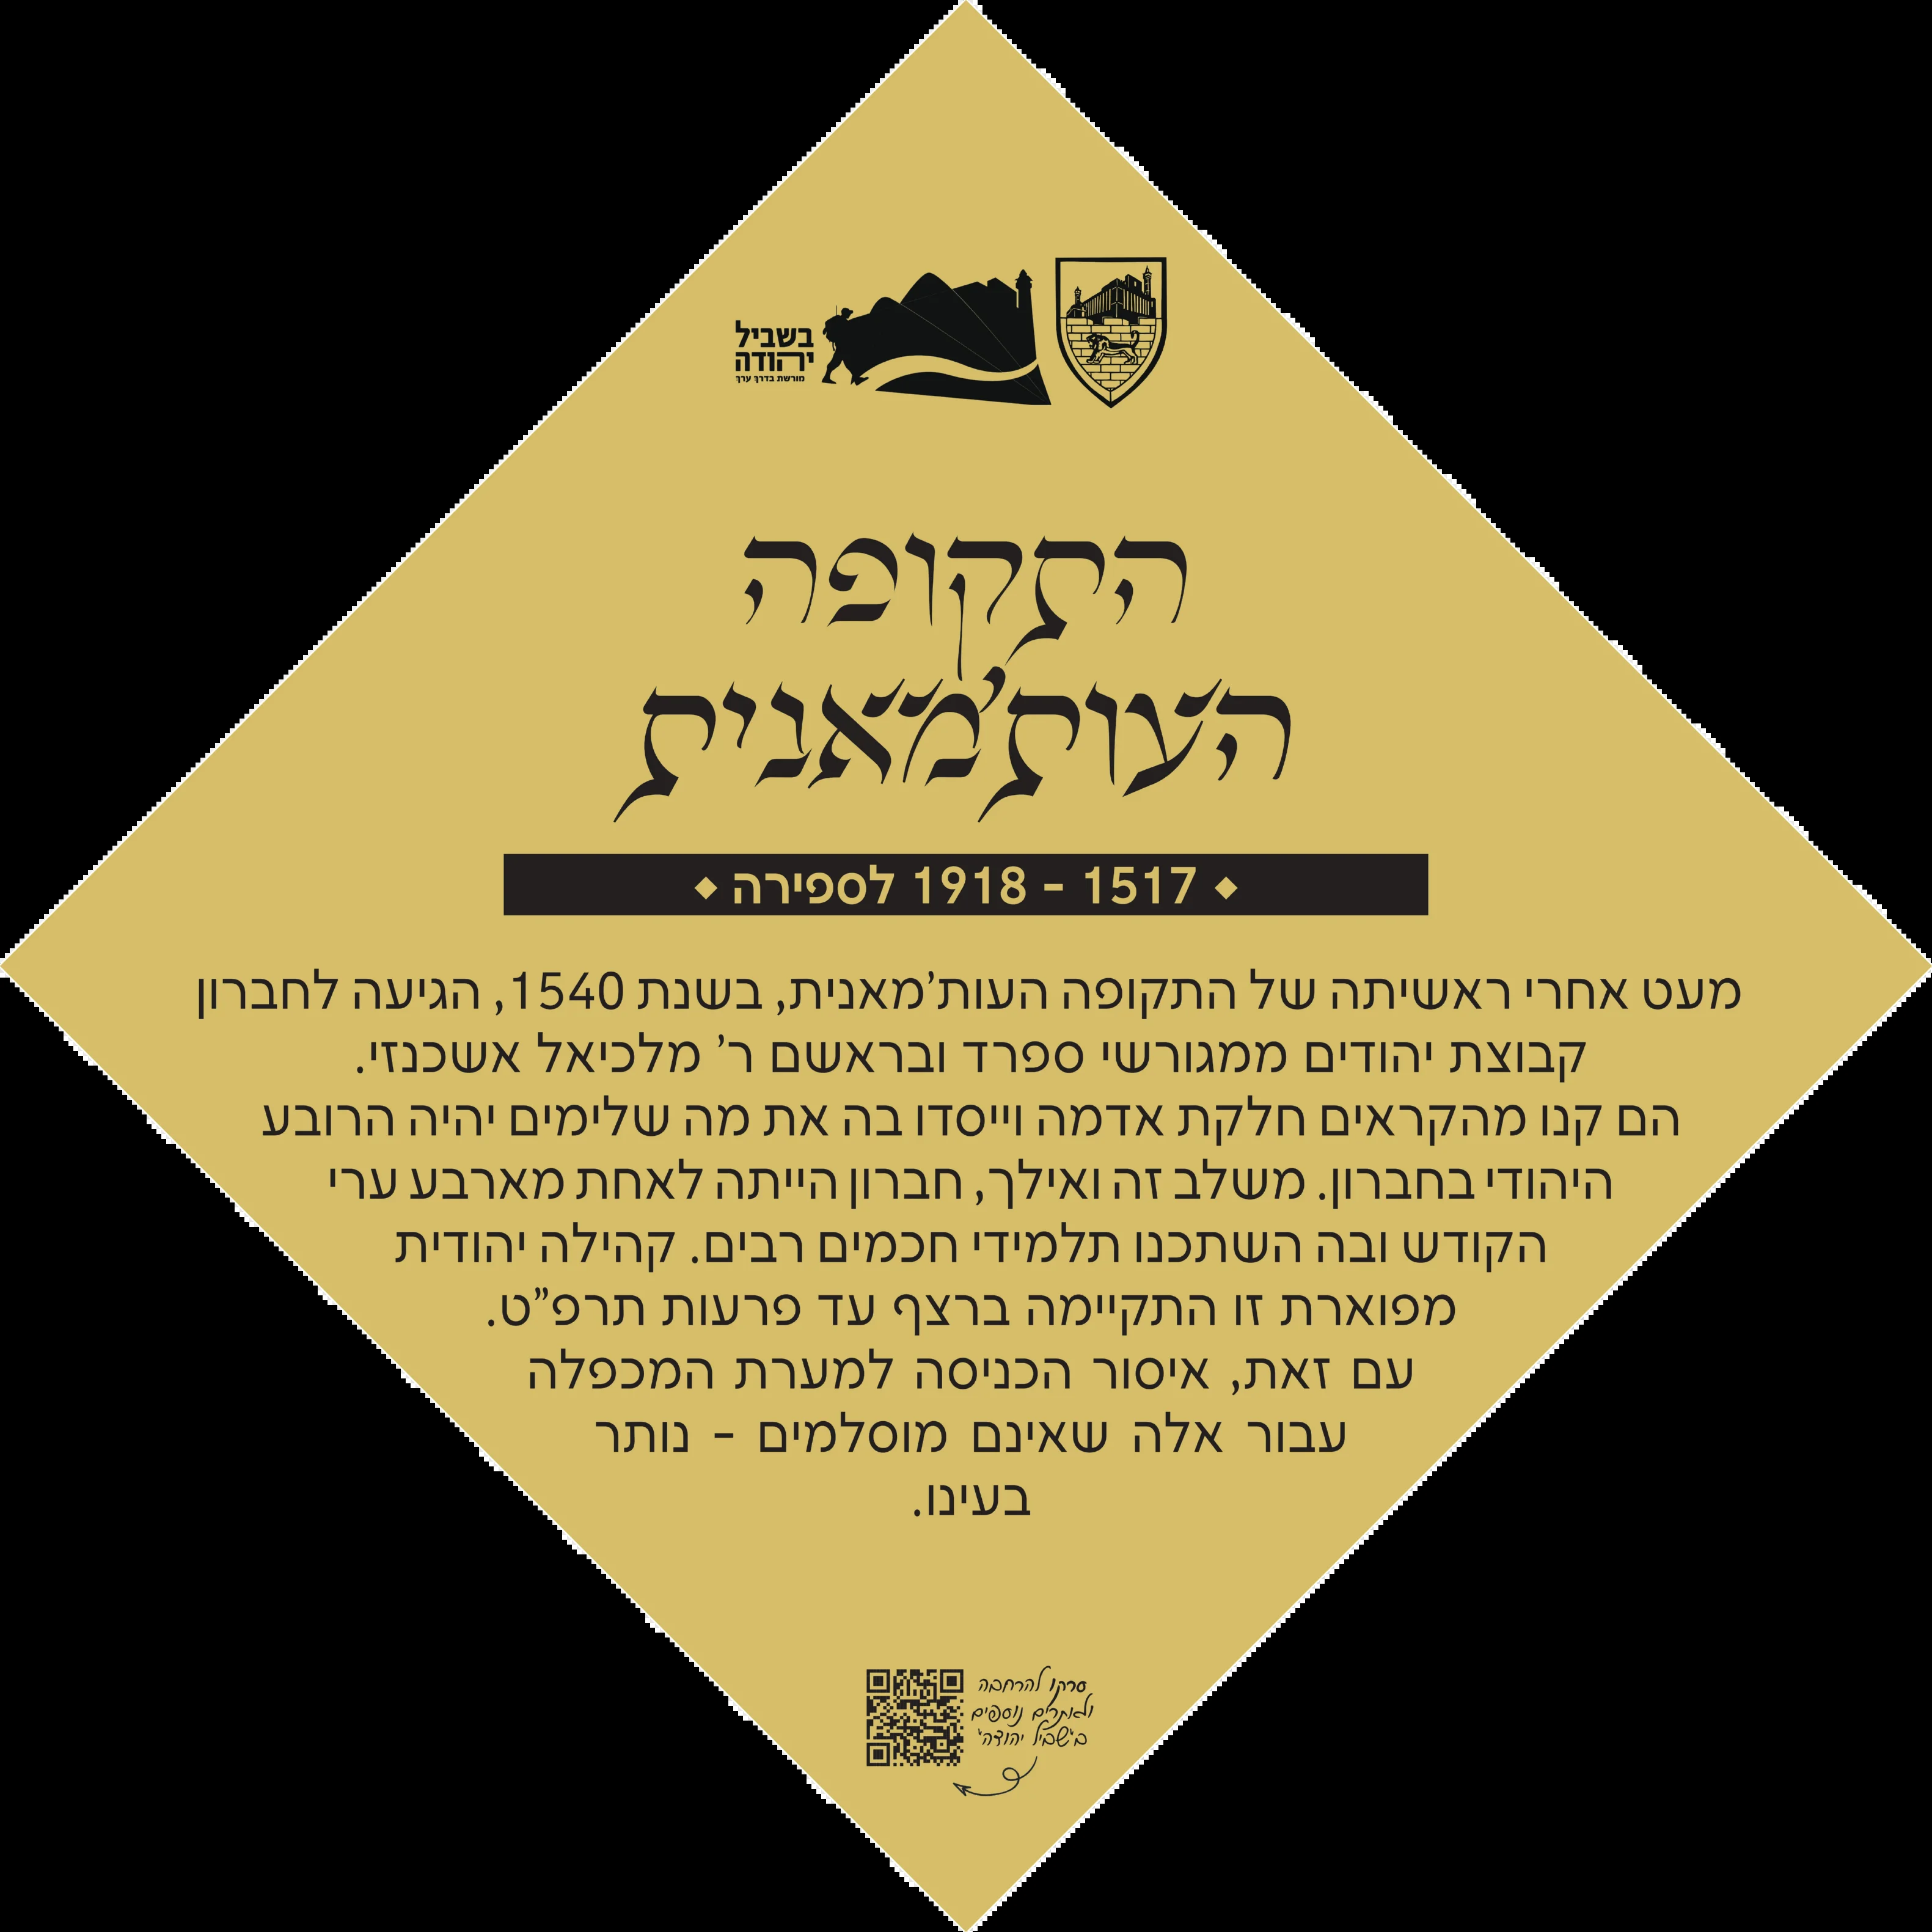 בשביל
יהודה
מורשת בדרך ערך
התקופה
העות'מאנית
1517 - 1918 לספירה
מעט אחרי ראשיתה של התקופה העות'מאנית, בשנת 1540, הגיעה לחברון
קבוצת יהודים ממגורשי ספרד ובראשם ר' מלכיאל אשכנזי.
הם קנו מהקראים חלקת אדמה וייסדו בה את מה שלימים יהיה הרובע
היהודי בחברון. משלב זה ואילך, חברון הייתה לאחת מארבע ערי
הקודש ובה השתכנו תלמידי חכמים רבים. קהילה יהודית
מפוארת זו התקיימה ברצף עד פרעות תרפ"ט.
עם זאת, איסור הכניסה למערת המכפלה
עבור אלה שאינם מוסלמים - נותר
בעינו.
סרקו להרחבה
ולאתרים נוספים
ב'שביל יהודה'